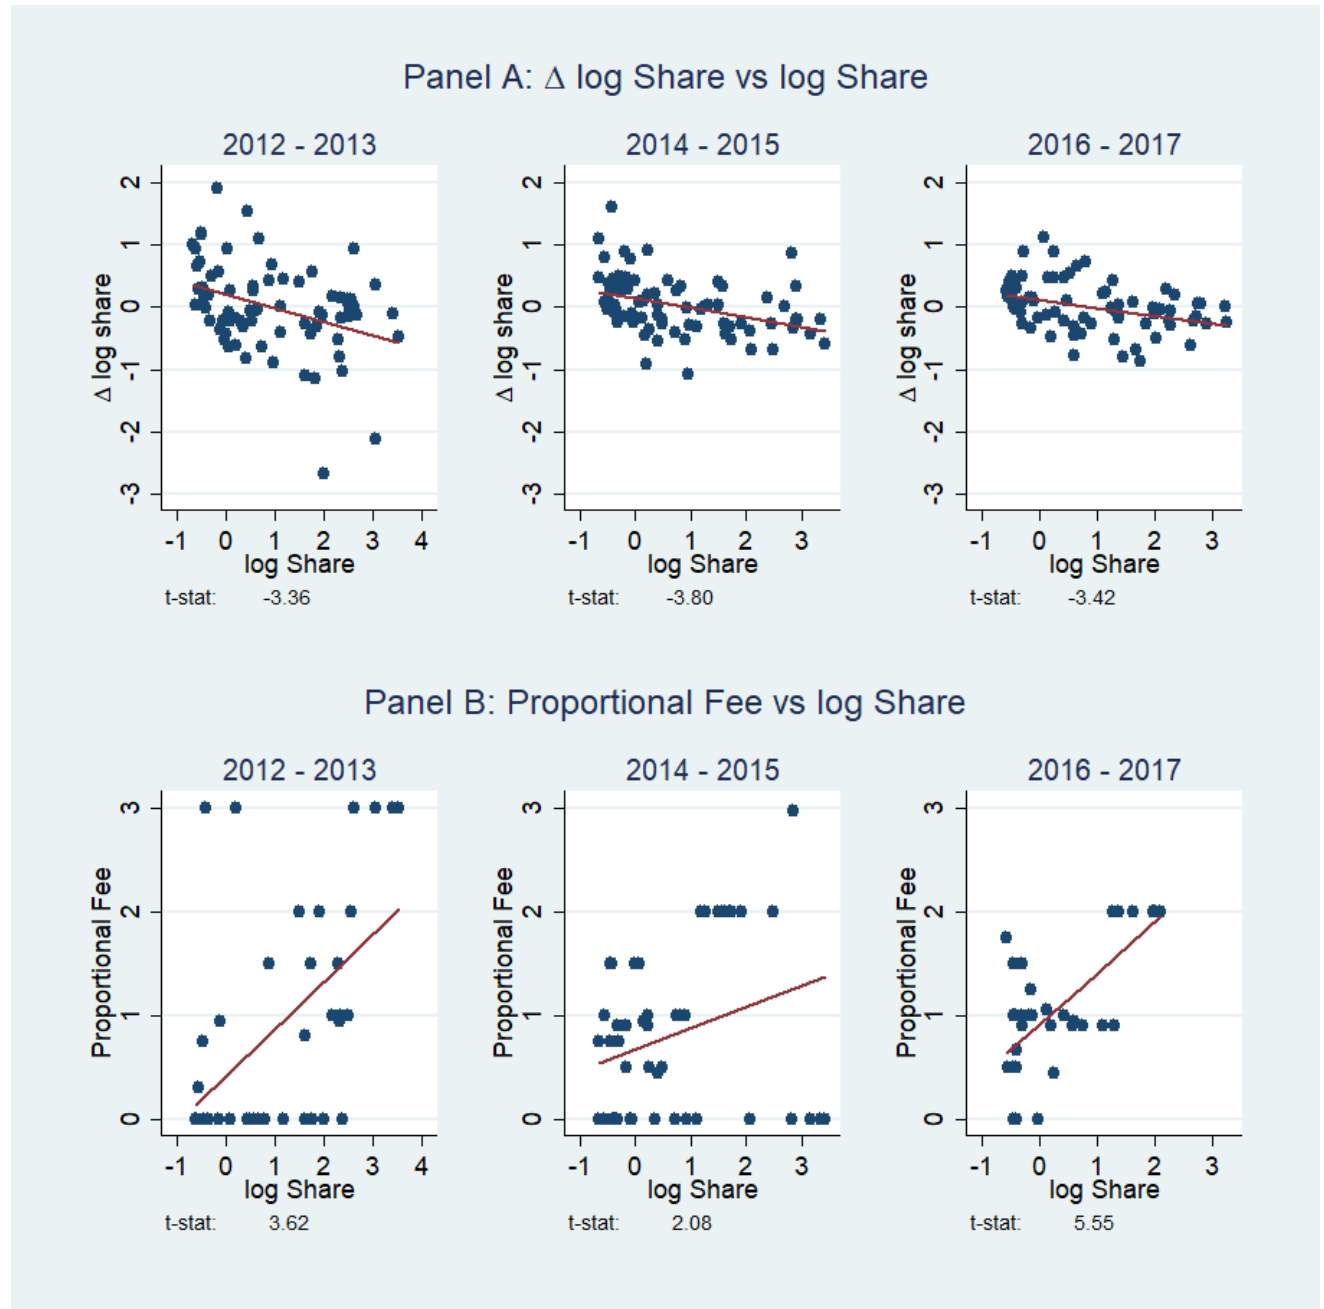 Panel A: Δ log Share vs log Share
2012 - 2013 2014 - 2015 2016 - 2017
Δ log share Δ log share Δ log share
2 2 2
1 1 1
0 0 0
-1 -1 -1
-2 -2 -2
-3 -3 -3
-1 0 1 2 3 4 -1 0 1 2 3 -1 0 1 2 3
log Share log Share log Share
t-stat: -3.36 t-stat: -3.80 t-stat: -3.42
Panel B: Proportional Fee vs log Share
2012 - 2013 2014 - 2015 2016 - 2017
Proportional Fee Proportional Fee Proportional Fee
3 3 3
2 2 2
1 1 1
0 0 0
-1 0 1 2 3 4 -1 0 1 2 3 -1 0 1 2 3
log Share log Share log Share
t-stat: 3.62 t-stat: 2.08 t-stat: 5.55